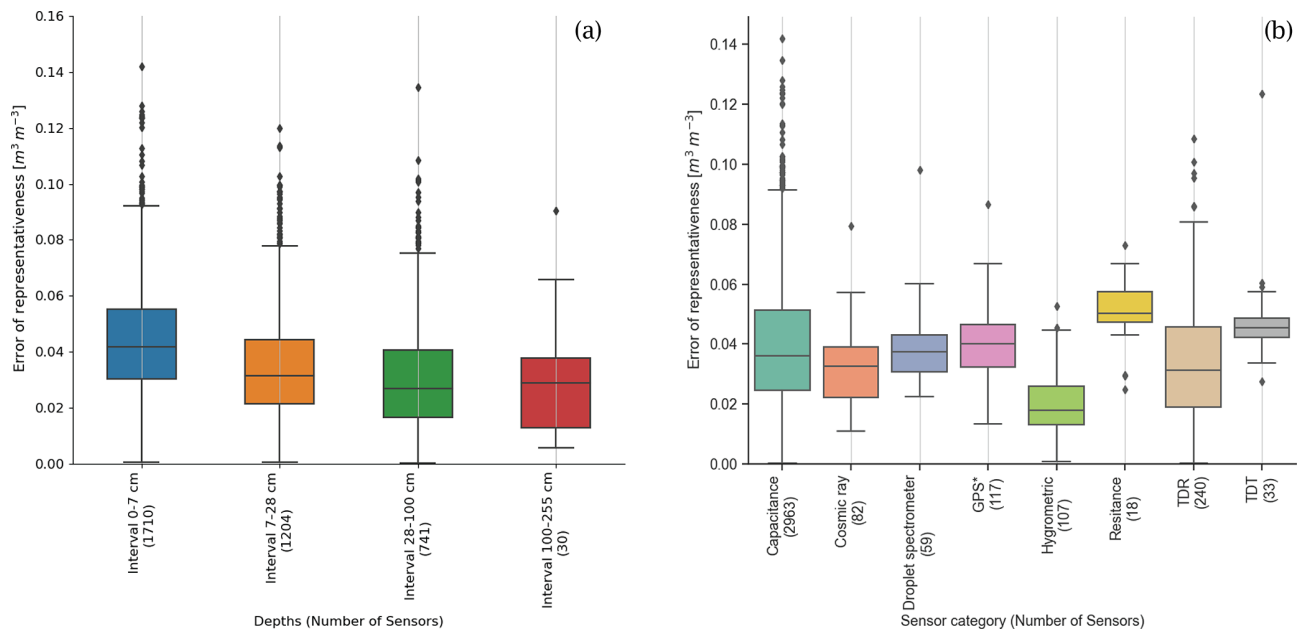 (a)
Error of representativeness [m³ m⁻³]
0.16
0.14
0.12
0.10
0.08
0.06
0.04
0.02
0.00
Interval 0-7 cm
(1710)
Interval 7-28 cm
(1204)
Interval 28-100 cm
(741)
Interval 100-255 cm
(30)
Depths (Number of Sensors)
(b)
Error of representativeness [m³ m⁻³]
0.14
0.12
0.10
0.08
0.06
0.04
0.02
0.00
Capacitance
(2963)
Cosmic ray
(82)
Droplet spectrometer
(59)
GPS*
(117)
Hygrometric
(107)
Resitance
(18)
TDR
(240)
TDT
(33)
Sensor category (Number of Sensors)